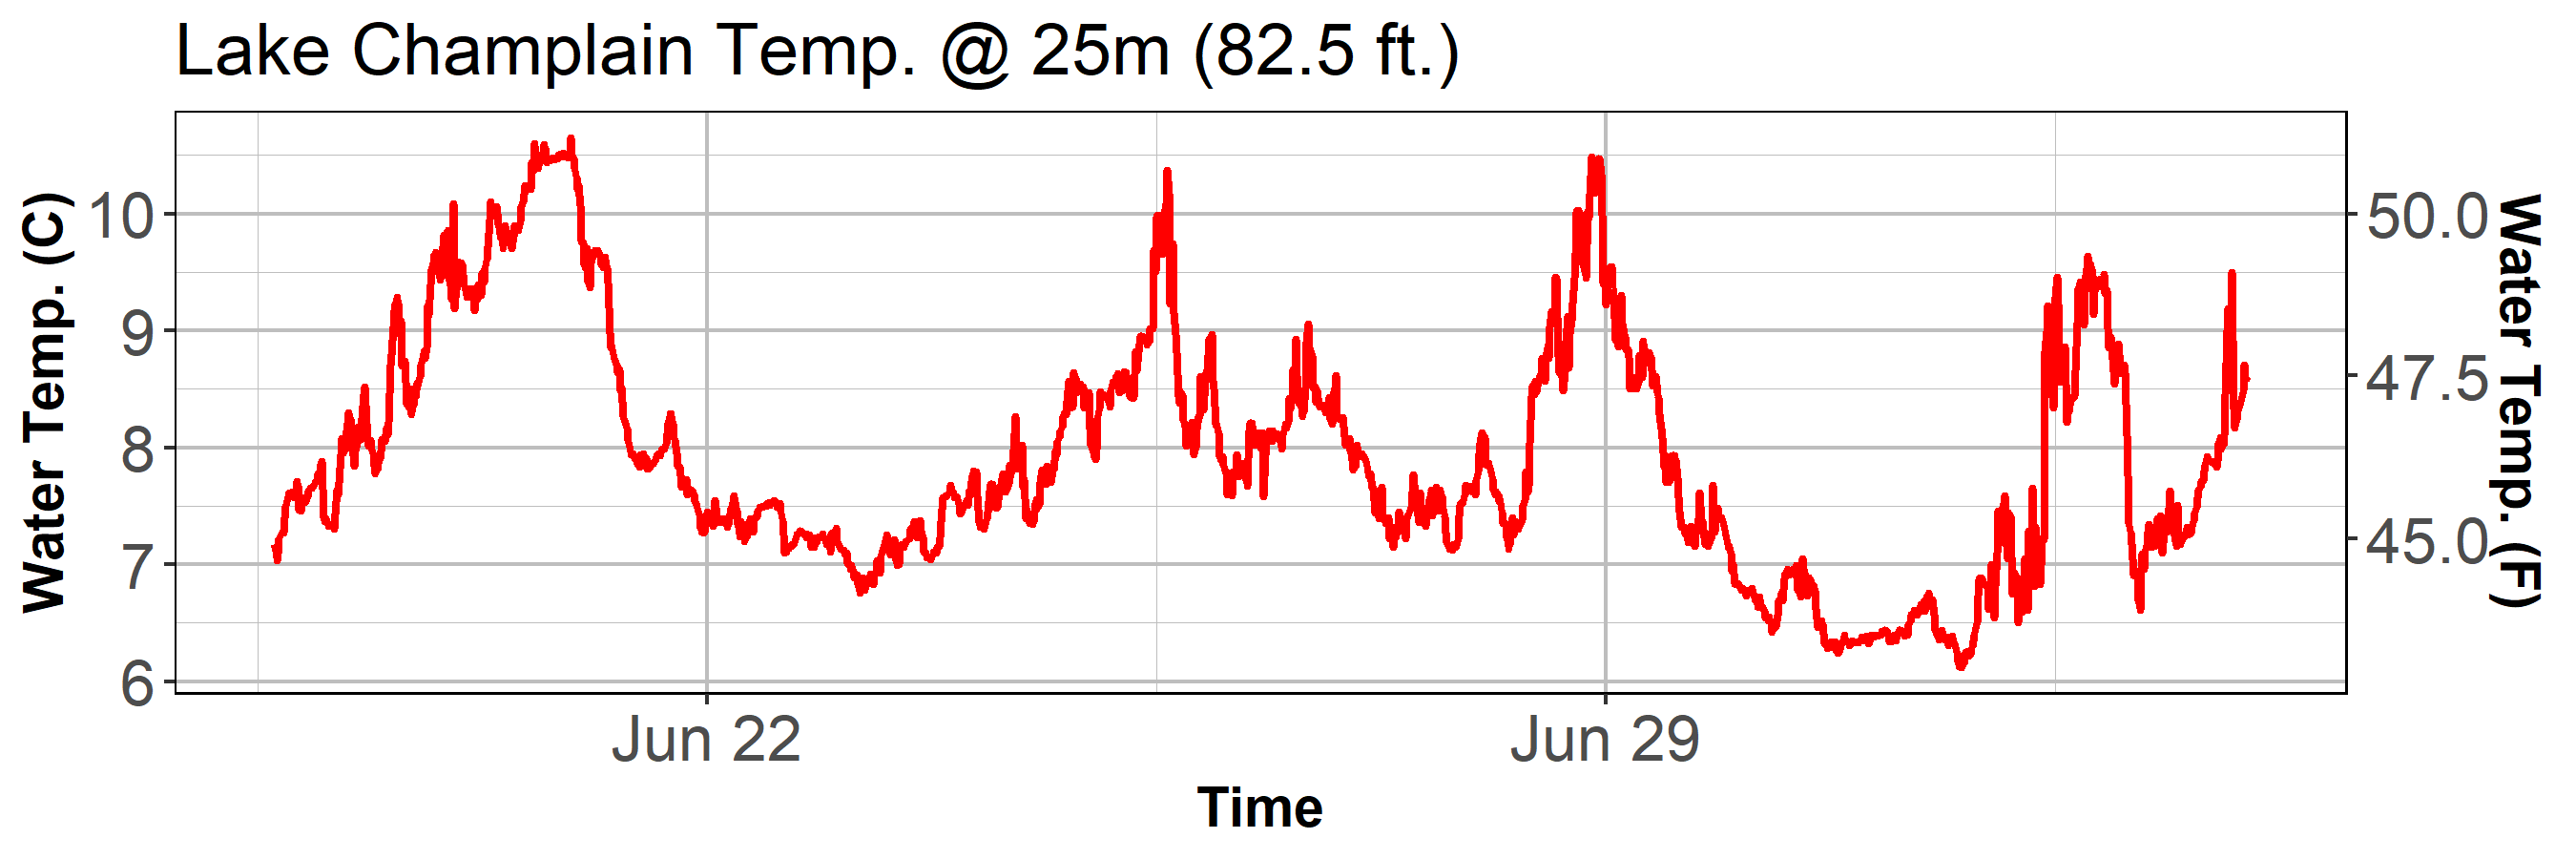 Lake Champlain Temp. @ 25m (82.5 ft.)
Water Temp. (C)
10
9
8
7
6
50.0
47.5
45.0
Water Temp. (F)
Jun 22
Jun 29
Time